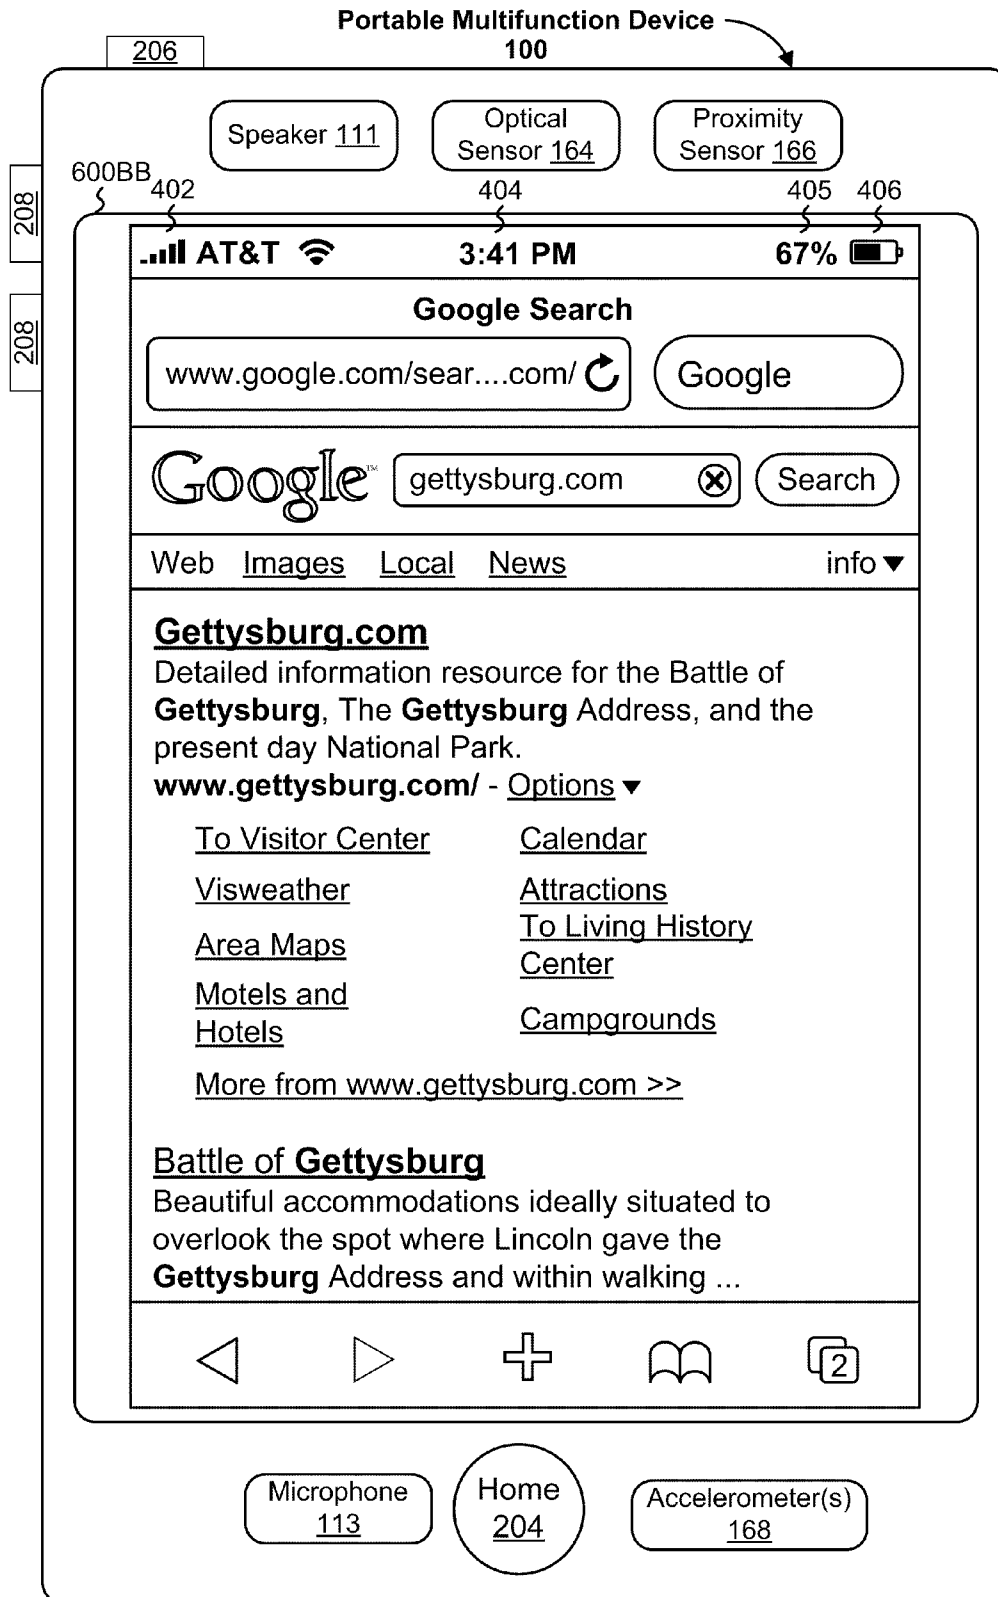 Portable Multifunction Device
100
206
Speaker 111
Optical
Sensor 164
Proximity
Sensor 166
600BB
402
404
405
406
208
208
AT&T
3:41 PM
67%
Google Search
www.google.com/sear....com/
Google
Google™
gettysburg.com
Search
Web Images Local News info
Gettysburg.com
Detailed information resource for the Battle of
Gettysburg, The Gettysburg Address, and the
present day National Park.
www.gettysburg.com/ - Options
To Visitor Center
Calendar
Visweather
Attractions
Area Maps
To Living History
Center
Motels and
Hotels
Campgrounds
More from www.gettysburg.com >>
Battle of Gettysburg
Beautiful accommodations ideally situated to
overlook the spot where Lincoln gave the
Gettysburg Address and within walking ...
2
Microphone
113
Home
204
Accelerometer(s)
168